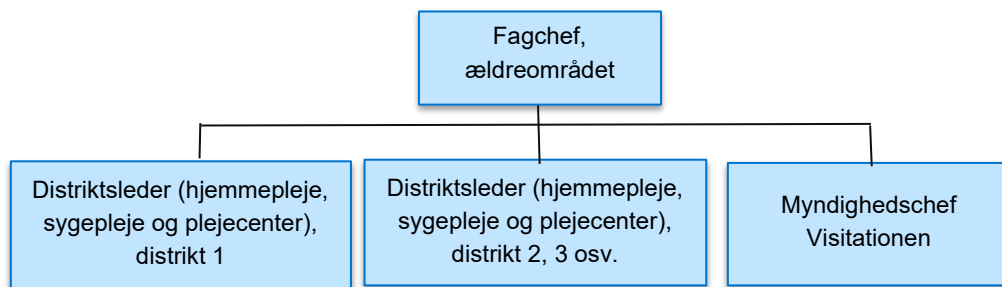 Fagchef,
ældreområdet
Distriktsleder (hjemmepleje,
sygepleje og plejecenter),
distrikt 1
Distriktsleder (hjemmepleje,
sygepleje og plejecenter),
distrikt 2, 3 osv.
Myndighedschef
Visitationen